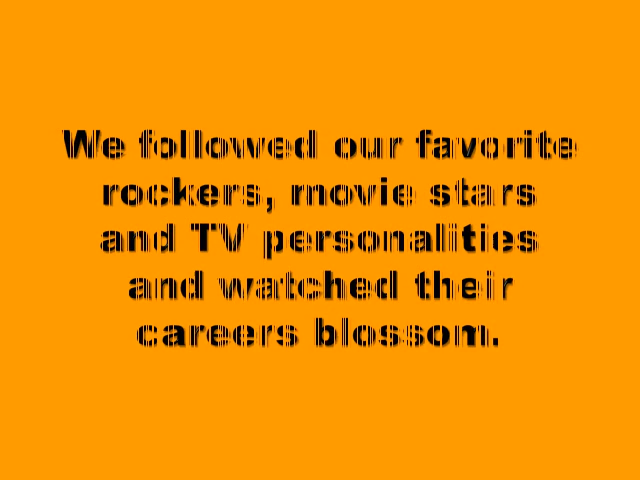 We followed our favorite
rockers, movie stars
and TV personalities
and watched their
careers blossom.